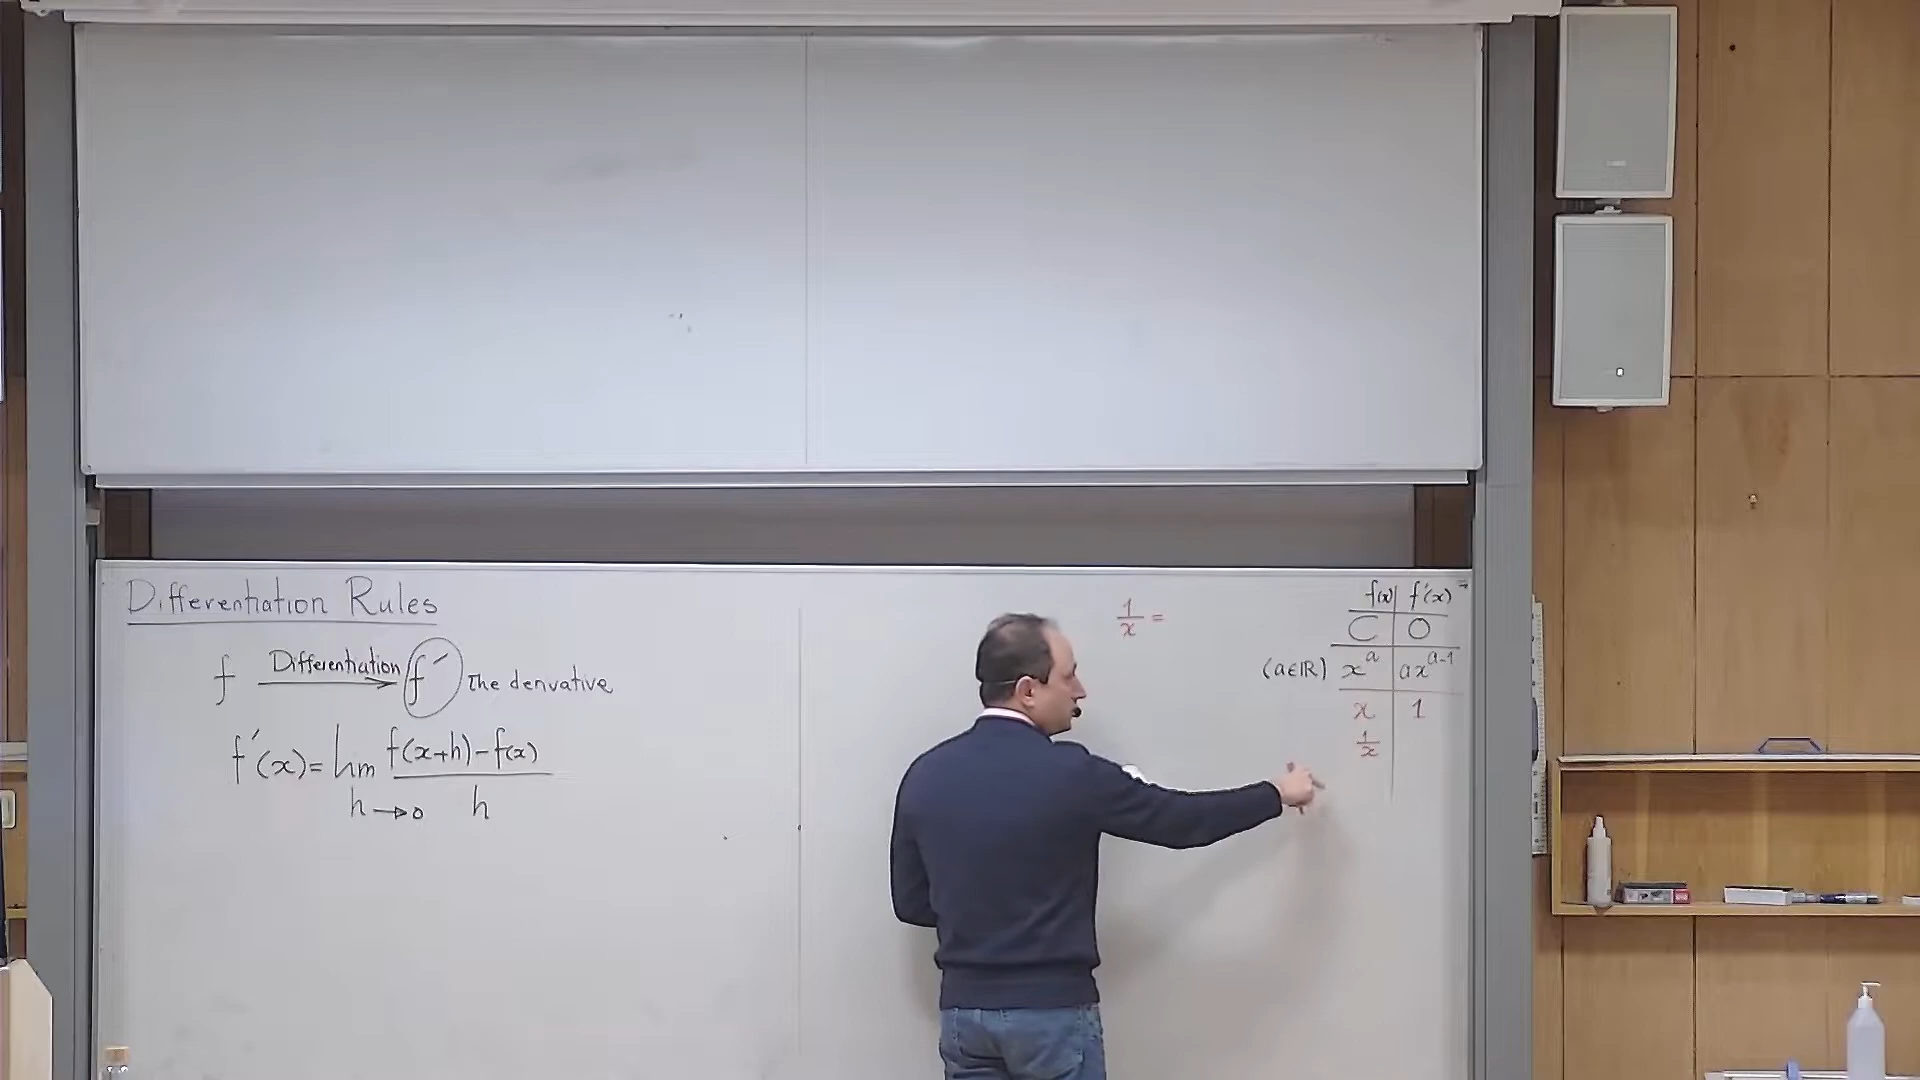 Differentiation Rules
f Differentiation f′ The derivative
f′(x) = lim f(x+h) - f(x)
h → 0 h
1/x =
f(x) f′(x)
C 0
(a∈ℝ) x^a ax^(a-1)
x 1
1/x